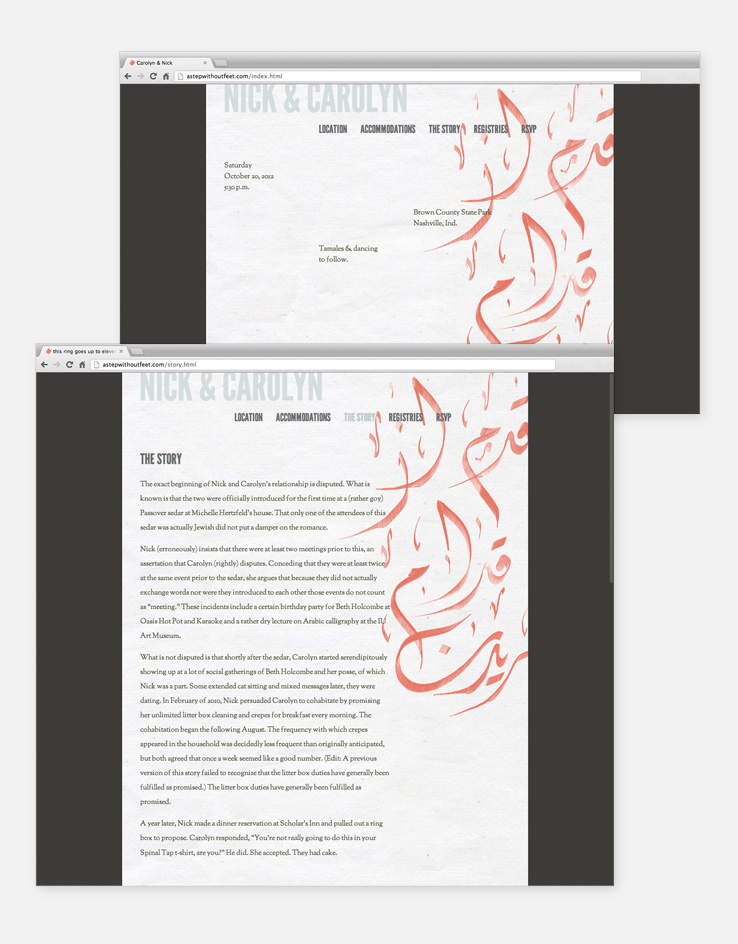 Carolyn & Nick
astepwithoutfeet.com/index.html
NICK & CAROLYN
LOCATION ACCOMMODATIONS THE STORY REGISTRIES RSVP
Saturday
October 20, 2012
5:30 p.m.
Brown County State Park
Nashville, Ind.
Tamales & dancing
to follow.
this ring goes up to eleve
astepwithoutfeet.com/story.html
NICK & CAROLYN
LOCATION ACCOMMODATIONS THE STORY REGISTRIES RSVP
THE STORY
The exact beginning of Nick and Carolyn's relationship is disputed. What is
known is that the two were officially introduced for the first time at a (rather goy)
Passover sedar at Michelle Hertzfeld's house. That only one of the attendees of this
sedar was actually Jewish did not put a damper on the romance.
Nick (erroneously) insists that there were at least two meetings prior to this, an
assertion that Carolyn (rightly) disputes. Conceding that they were at least twice
at the same event prior to the sedar, she argues that because they did not actually
exchange words nor were they introduced to each other those events do not count
as “meeting.” These incidents include a certain birthday party for Beth Holcombe at
Oasis Hot Pot and Karaoke and a rather dry lecture on Arabic calligraphy at the IU
Art Museum.
What is not disputed is that shortly after the sedar, Carolyn started serendipitously
showing up at a lot of social gatherings of Beth Holcombe and her posse, of which
Nick was a part. Some extended cat sitting and mixed messages later, they were
dating. In February of 2010, Nick persuaded Carolyn to cohabitate by promising
her unlimited litter box cleaning and crepes for breakfast every morning. The
cohabitation began the following August. The frequency with which crepes
appeared in the household was decidedly less frequent than originally anticipated,
but both agreed that once a week seemed like a good number. (Edit: A previous
version of this story failed to recognize that the litter box duties have generally been
fulfilled as promised.) The litter box duties have generally been fulfilled as
promised.
A year later, Nick made a dinner reservation at Scholar's Inn and pulled out a ring
box to propose. Carolyn responded, “You're not really going to do this in your
Spinal Tap t-shirt, are you?” He did. She accepted. They had cake.